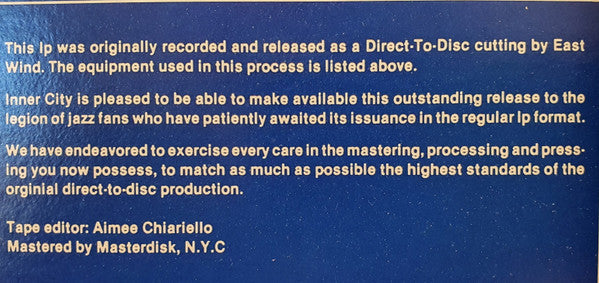 This lp was originally recorded and released as a Direct-To-Disc cutting by East
Wind. The equipment used in this process is listed above.
Inner City is pleased to be able to make available this outstanding release to the
legion of jazz fans who have patiently awaited its issuance in the regular lp format.
We have endeavored to exercise every care in the mastering, processing and press-
ing you now possess, to match as much as possible the highest standards of the
orginial direct-to-disc production.
Tape editor: Aimee Chiariello
Mastered by Masterdisk, N.Y.C